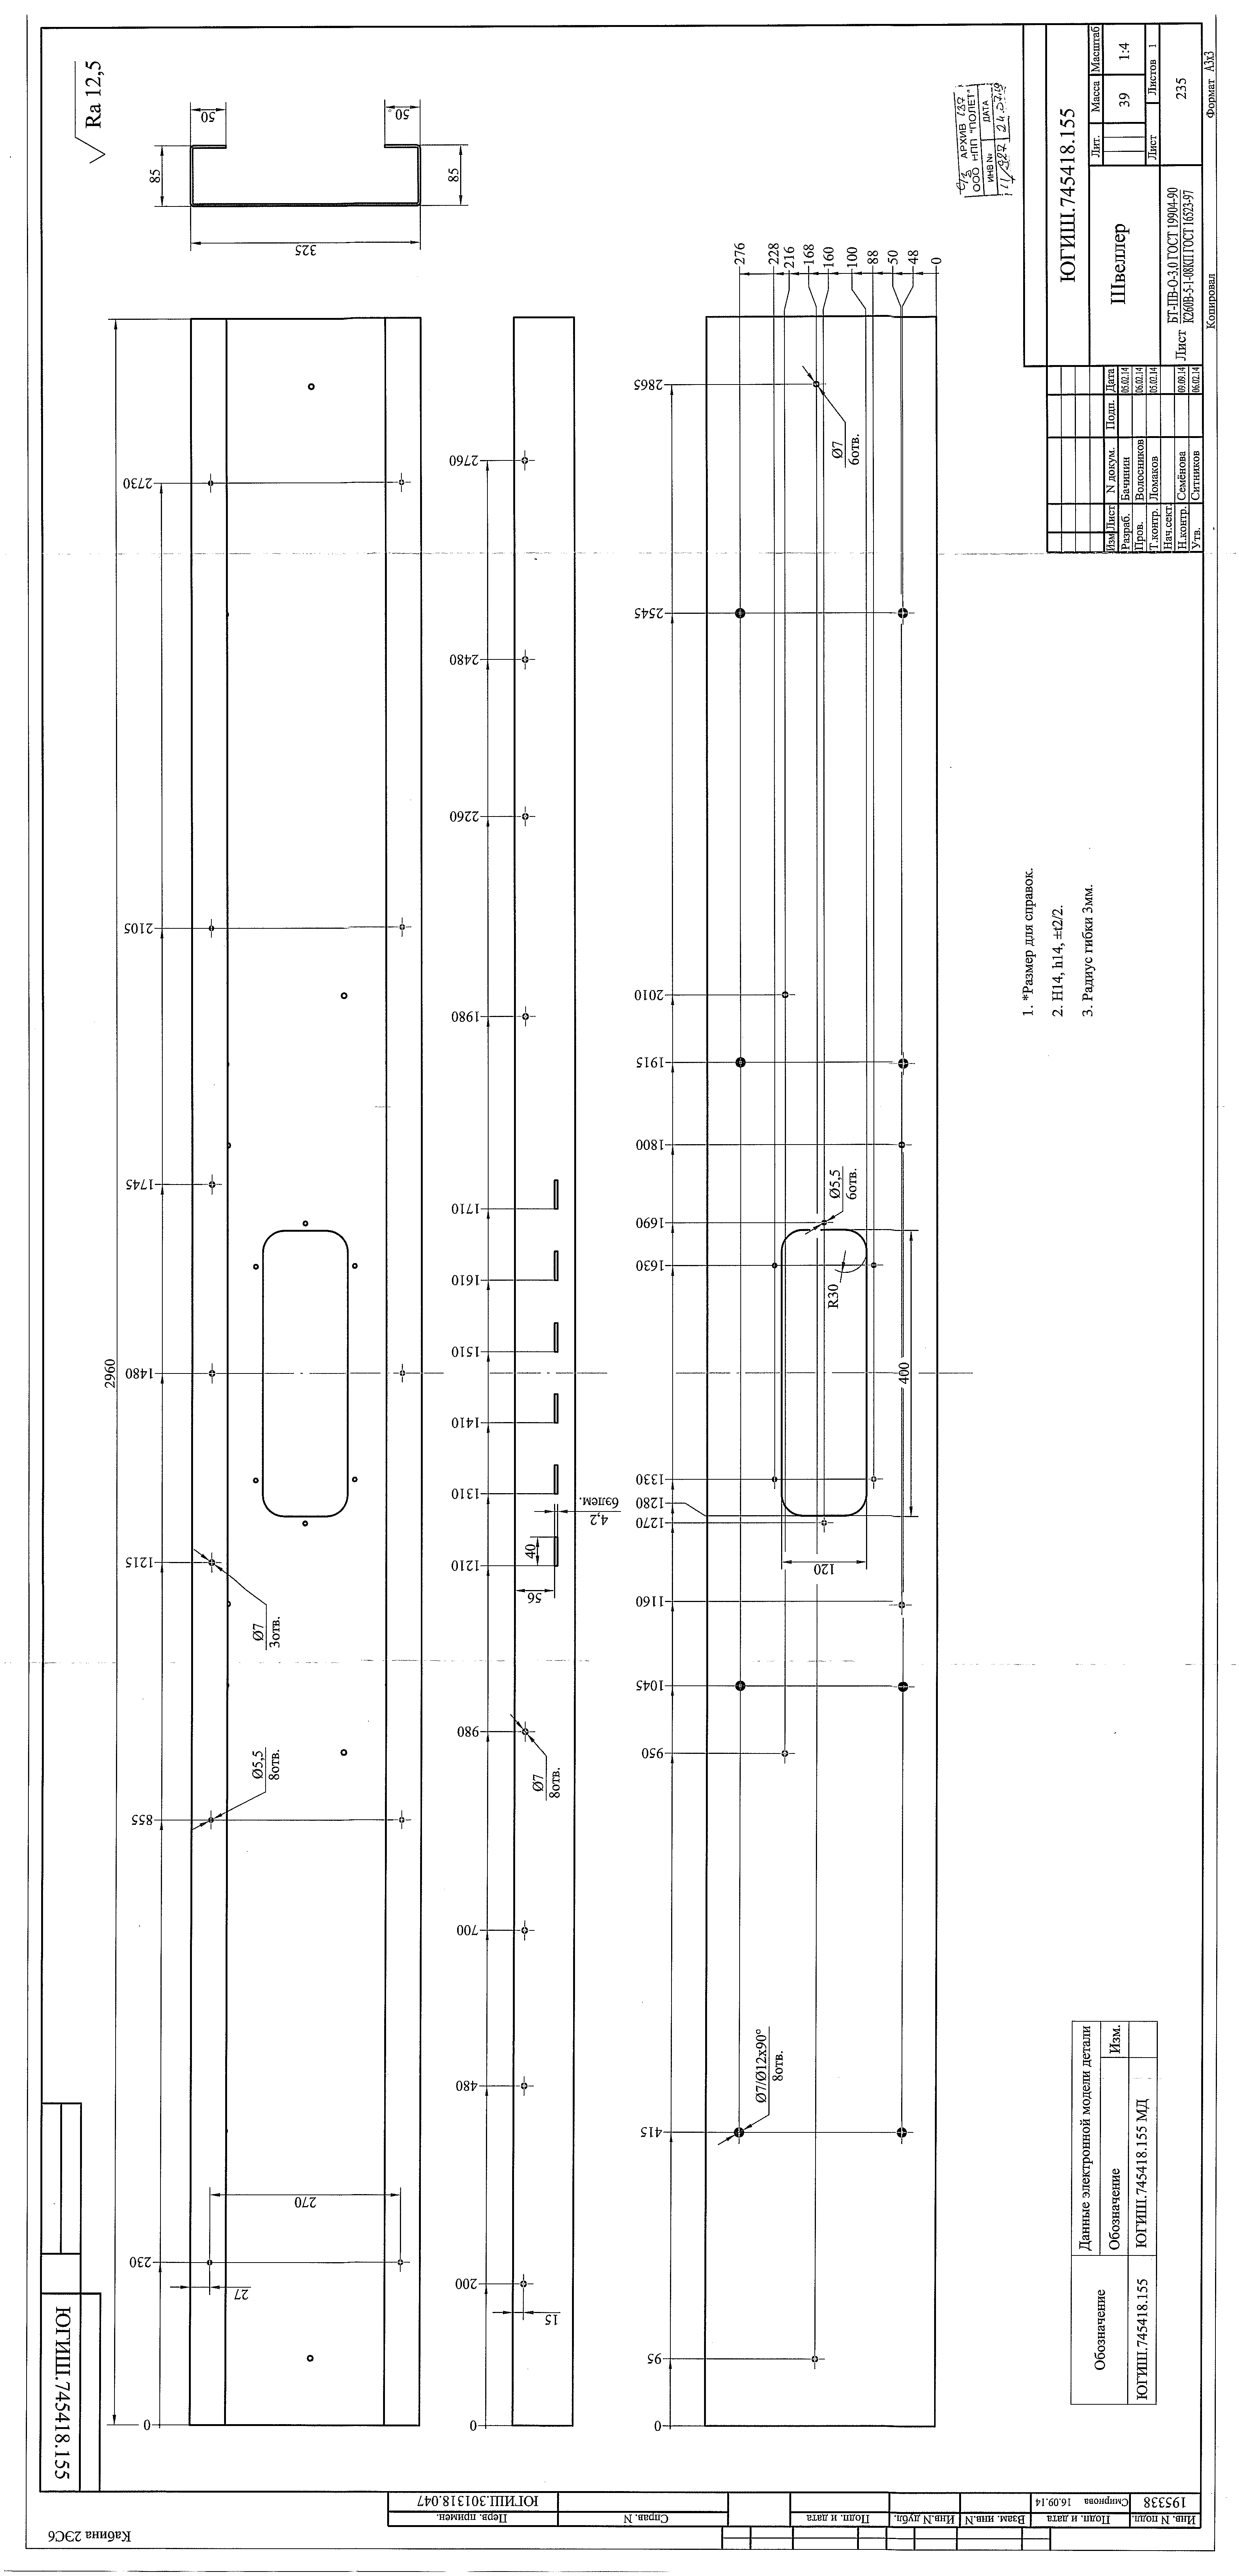 Кабина 2ЭС6
ЮГИШ.745418.155
Ra 12,5
Перв. примен.
ЮГИШ.301318.047
Справ. N
Подп. и дата
Инв.N дубл.
Взам. инв.N
Подп. и дата
Смирнова 16.09.14
Инв. N подл.
195338
2960
0
230
855
1215
1480
1745
2105
2730
27
270
Ø5,5
8отв.
Ø7
3отв.
85
50
325
50
85
0
200
480
700
980
1210
1310
1410
1510
1610
1710
1980
2260
2480
2760
15
Ø7
8отв.
56
40
4,2
6элем.
0
95
415
950
1045
1160
1270
1280
1330
1630
1690
1800
1915
2010
2545
2865
Ø7/Ø12x90°
8отв.
120
400
R30
Ø5,5
6отв.
Ø7
6отв.
276
228
216
168
160
100
88
50
48
0
1. *Размер для справок.
2. H14, h14, ±t2/2.
3. Радиус гибки 3мм.
Данные электронной модели детали
Обозначение
Обозначение
Изм.
ЮГИШ.745418.155
ЮГИШ.745418.155 МД
АРХИВ 137
ООО НПП "ПОЛЕТ"
ИНВ №
ДАТА
24.07.19
ЮГИШ.745418.155
Изм
Лист
N докум.
Подп.
Дата
Разраб.
Бачинин
05.02.14
Пров.
Волосников
06.02.14
Т.контр.
Ломаков
05.02.14
Нач.сект.
Н.контр.
Семёнова
09.09.14
Утв.
Ситников
06.02.14
Швеллер
Лит.
Масса
Масштаб
39
1:4
Лист
Листов 1
Лист
БТ-ПВ-О-3,0 ГОСТ 19904-90
К260В-5-1-08КП ГОСТ 16523-97
235
Копировал
Формат А3х3